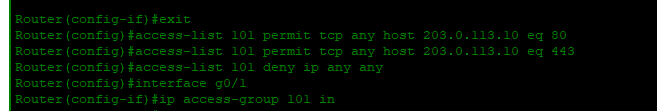 Router(config-if)#exit
Router(config)#access-list 101 permit tcp any host 203.0.113.10 eq 80
Router(config)#access-list 101 permit tcp any host 203.0.113.10 eq 443
Router(config)#access-list 101 deny ip any any
Router(config)#interface g0/1
Router(config-if)#ip access-group 101 in